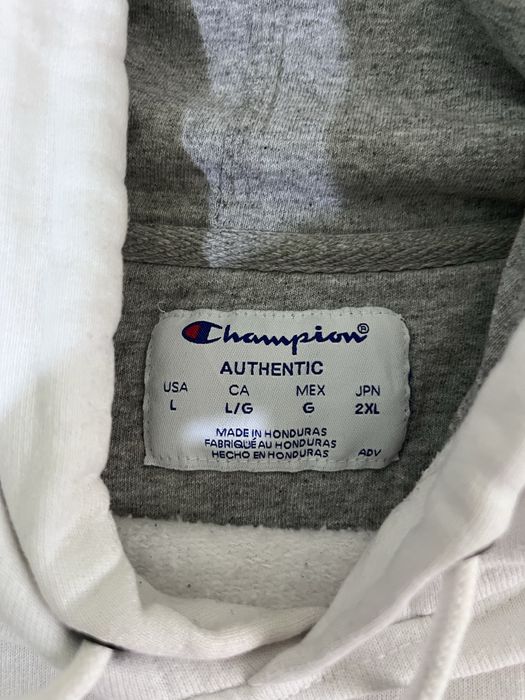 Champion®
AUTHENTIC
USA CA MEX JPN
L L/G G 2XL
MADE IN HONDURAS
FABRIQUÉ AU HONDURAS
HECHO EN HONDURAS ADV